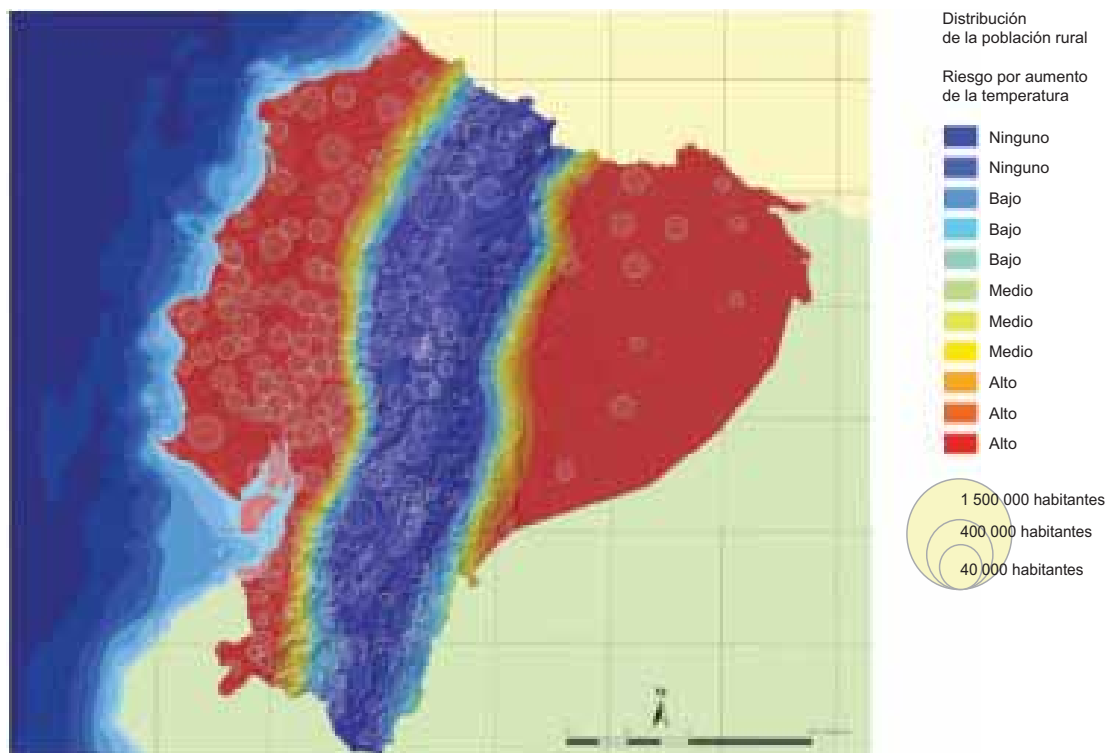 Distribución
de la población rural
Riesgo por aumento
de la temperatura
Ninguno
Ninguno
Bajo
Bajo
Bajo
Medio
Medio
Medio
Alto
Alto
Alto
1 500 000 habitantes
400 000 habitantes
40 000 habitantes